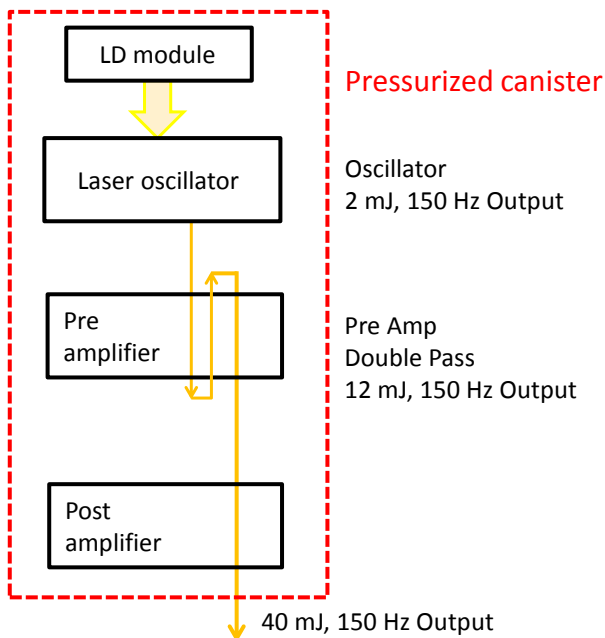 LD module
Pressurized canister
Laser oscillator
Oscillator
2 mJ, 150 Hz Output
Pre
amplifier
Pre Amp
Double Pass
12 mJ, 150 Hz Output
Post
amplifier
40 mJ, 150 Hz Output